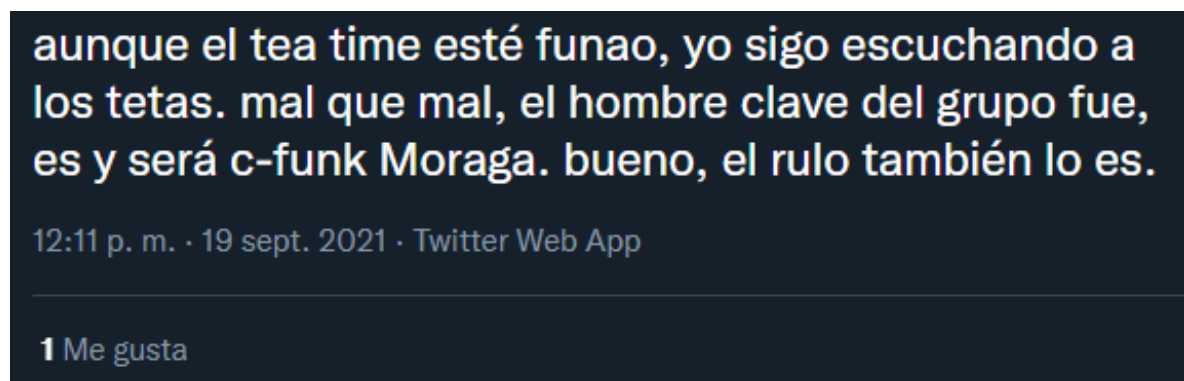 aunque el tea time esté funao, yo sigo escuchando a
los tetas. mal que mal, el hombre clave del grupo fue,
es y será c-funk Moraga. bueno, el rulo también lo es.
12:11 p. m. · 19 sept. 2021 · Twitter Web App
1 Me gusta